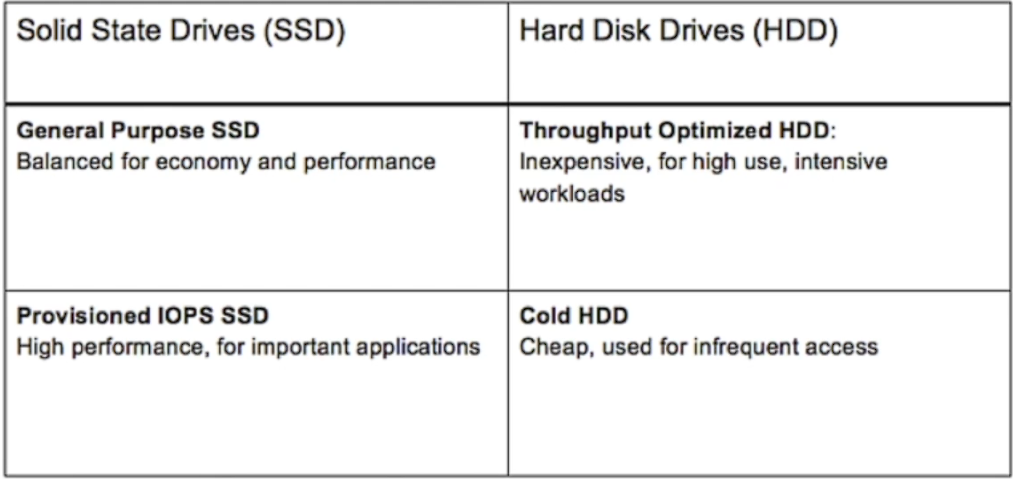 Solid State Drives (SSD)
Hard Disk Drives (HDD)
General Purpose SSD
Balanced for economy and performance
Throughput Optimized HDD:
Inexpensive, for high use, intensive
workloads
Provisioned IOPS SSD
High performance, for important applications
Cold HDD
Cheap, used for infrequent access